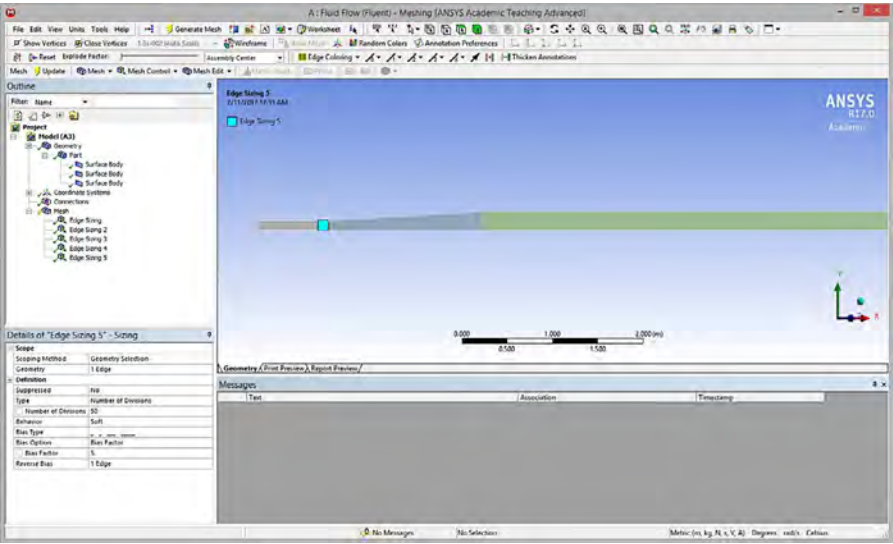 A : Fluid Flow (Fluent) - Meshing [ANSYS Academic Teaching Advanced]
File Edit View Units Tools Help Generate Mesh Worksheet
Show Vertices Close Vertices Wireframe Random Colors Annotation Preferences
Reset Explode Factor: Assembly Center Edge Coloring Thicken Annotations
Mesh Update Mesh Mesh Control Mesh Edit
Outline
Filter: Name
Project
Model (A3)
Geometry
Part
Surface Body
Surface Body
Surface Body
Coordinate Systems
Connections
Mesh
Edge Sizing
Edge Sizing 2
Edge Sizing 3
Edge Sizing 4
Edge Sizing 5
Edge Sizing 5
Edge Sizing 5
ANSYS
R17.0
Academic
Y
X
0.000 1.000 2.000 (m)
0.500 1.500
Geometry Print Preview Report Preview
Details of "Edge Sizing 5" - Sizing
Scope
Scoping Method Geometry Selection
Geometry 1 Edge
Definition
Suppressed No
Type Number of Divisions
Number of Divisions 50
Behavior Soft
Bias Type
Bias Option Bias Factor
Bias Factor 5.
Reverse Bias 1 Edge
Messages
Text Association Timestamp
No Messages No Selection Metric (m, kg, N, s, V, A) Degrees rad/s Celsius